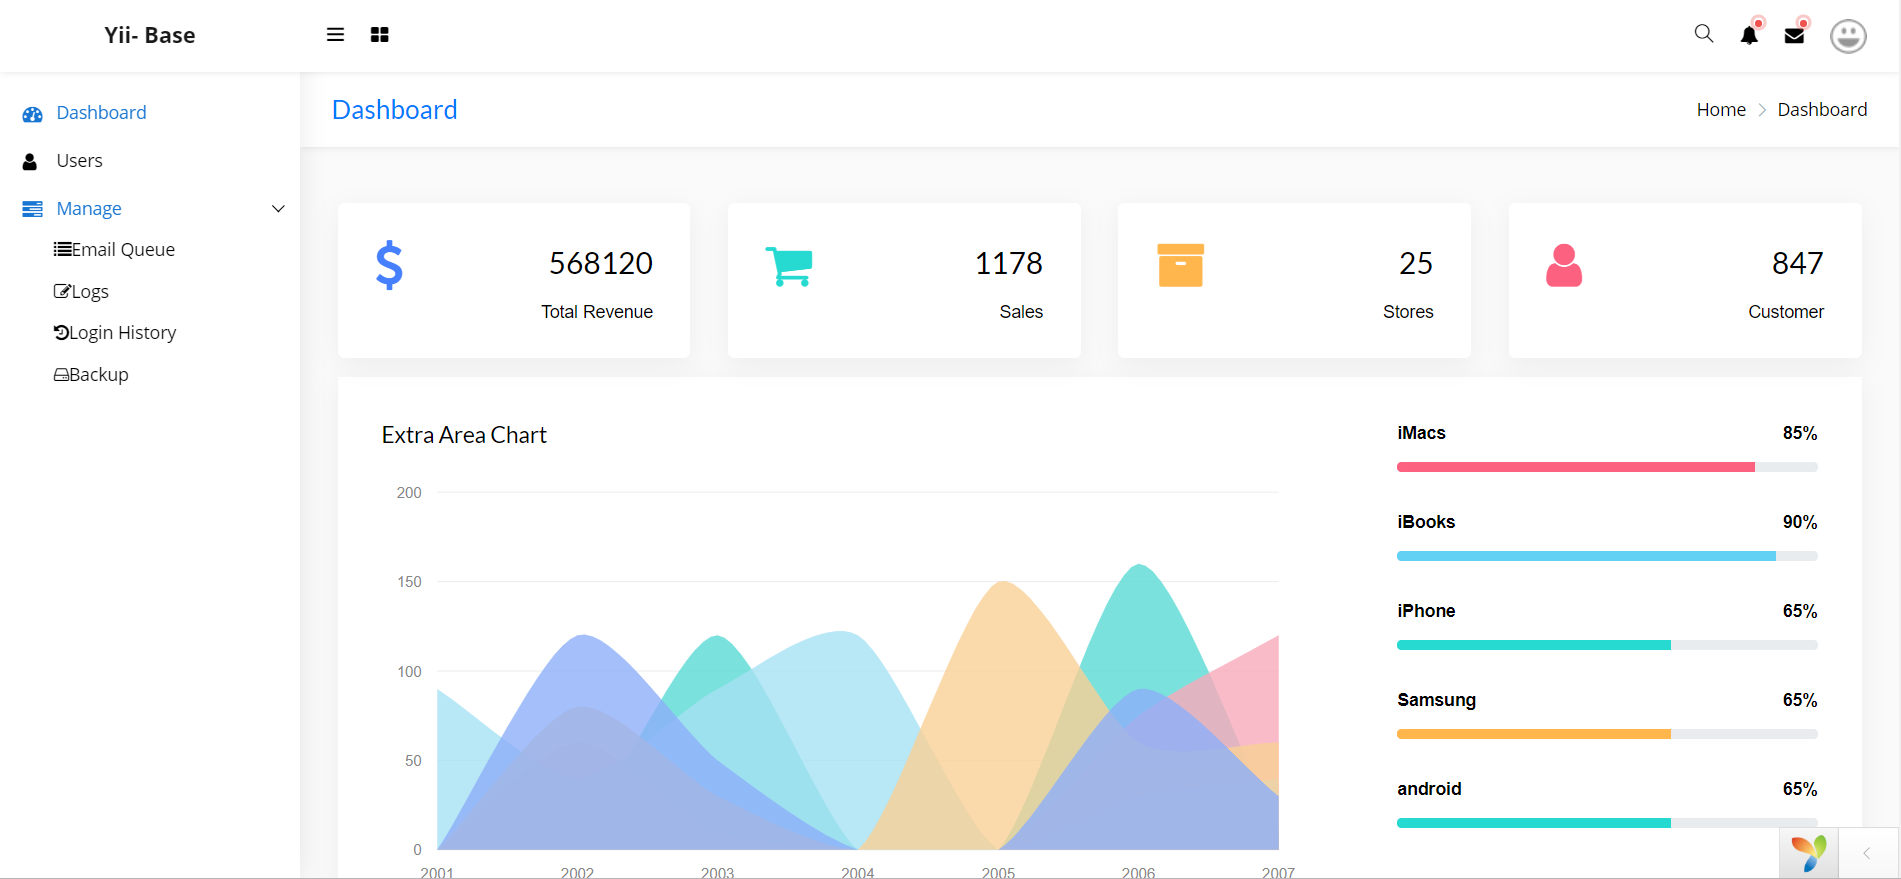 Yii- Base
Dashboard
Users
Manage
Email Queue
Logs
Login History
Backup
Dashboard
Home
Dashboard
568120
Total Revenue
1178
Sales
25
Stores
847
Customer
Extra Area Chart
200
150
100
50
0
2001 2002 2003 2004 2005 2006 2007
iMacs 85%
iBooks 90%
iPhone 65%
Samsung 65%
android 65%